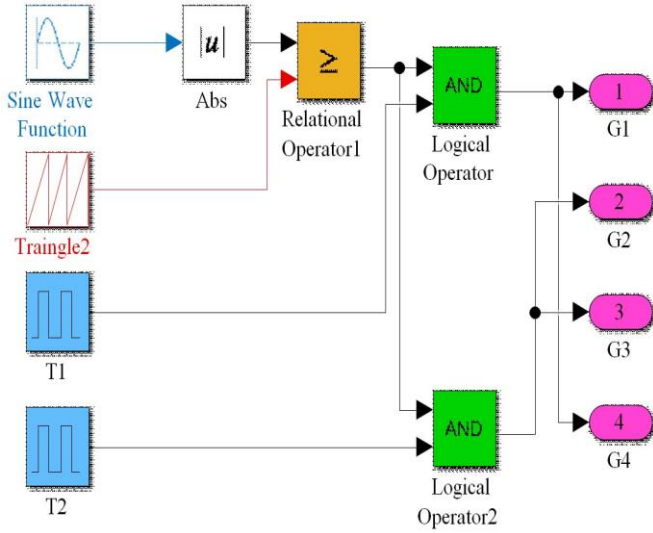 |u|
≥
AND
1
Sine Wave
Function
Abs
Relational
Operator1
Logical
Operator
G1
2
G2
Traingle2
T1
3
G3
AND
4
G4
T2
Logical
Operator2